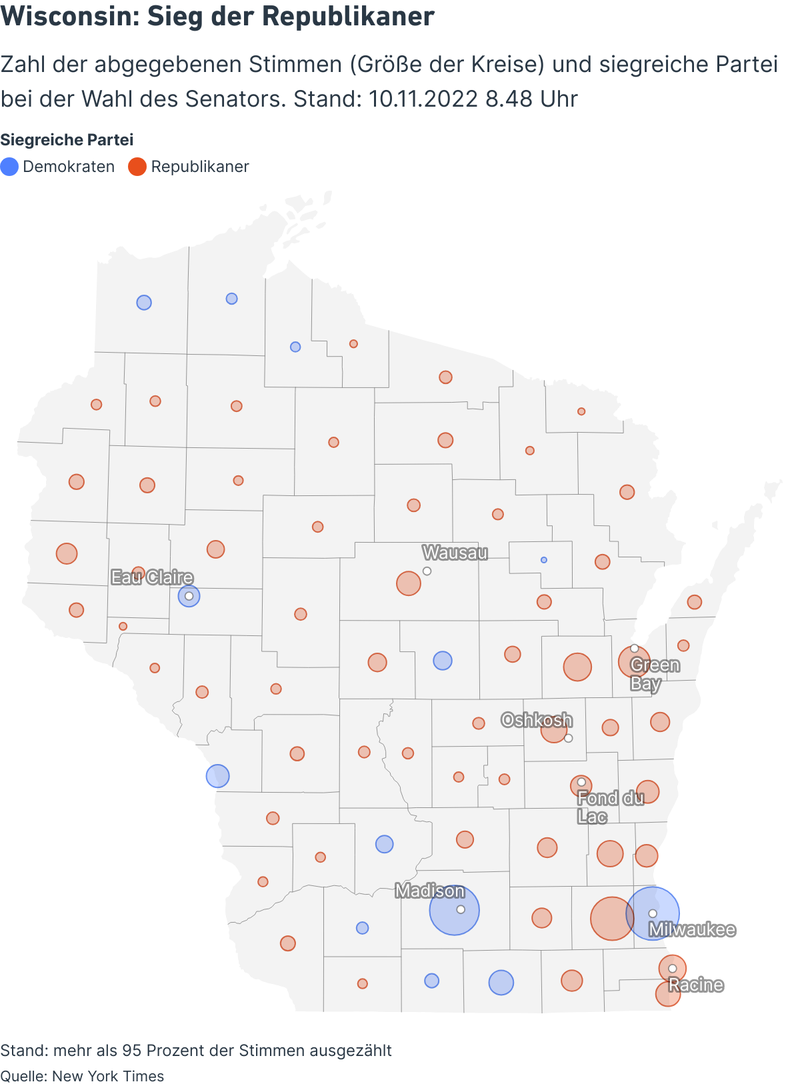 Wisconsin: Sieg der Republikaner
Zahl der abgegebenen Stimmen (Größe der Kreise) und siegreiche Partei
bei der Wahl des Senators. Stand: 10.11.2022 8.48 Uhr
Siegreiche Partei
Demokraten Republikaner
Wausau
Eau Claire
Green
Bay
Oshkosh
Fond du
Lac
Madison
Milwaukee
Racine
Stand: mehr als 95 Prozent der Stimmen ausgezählt
Quelle: New York Times